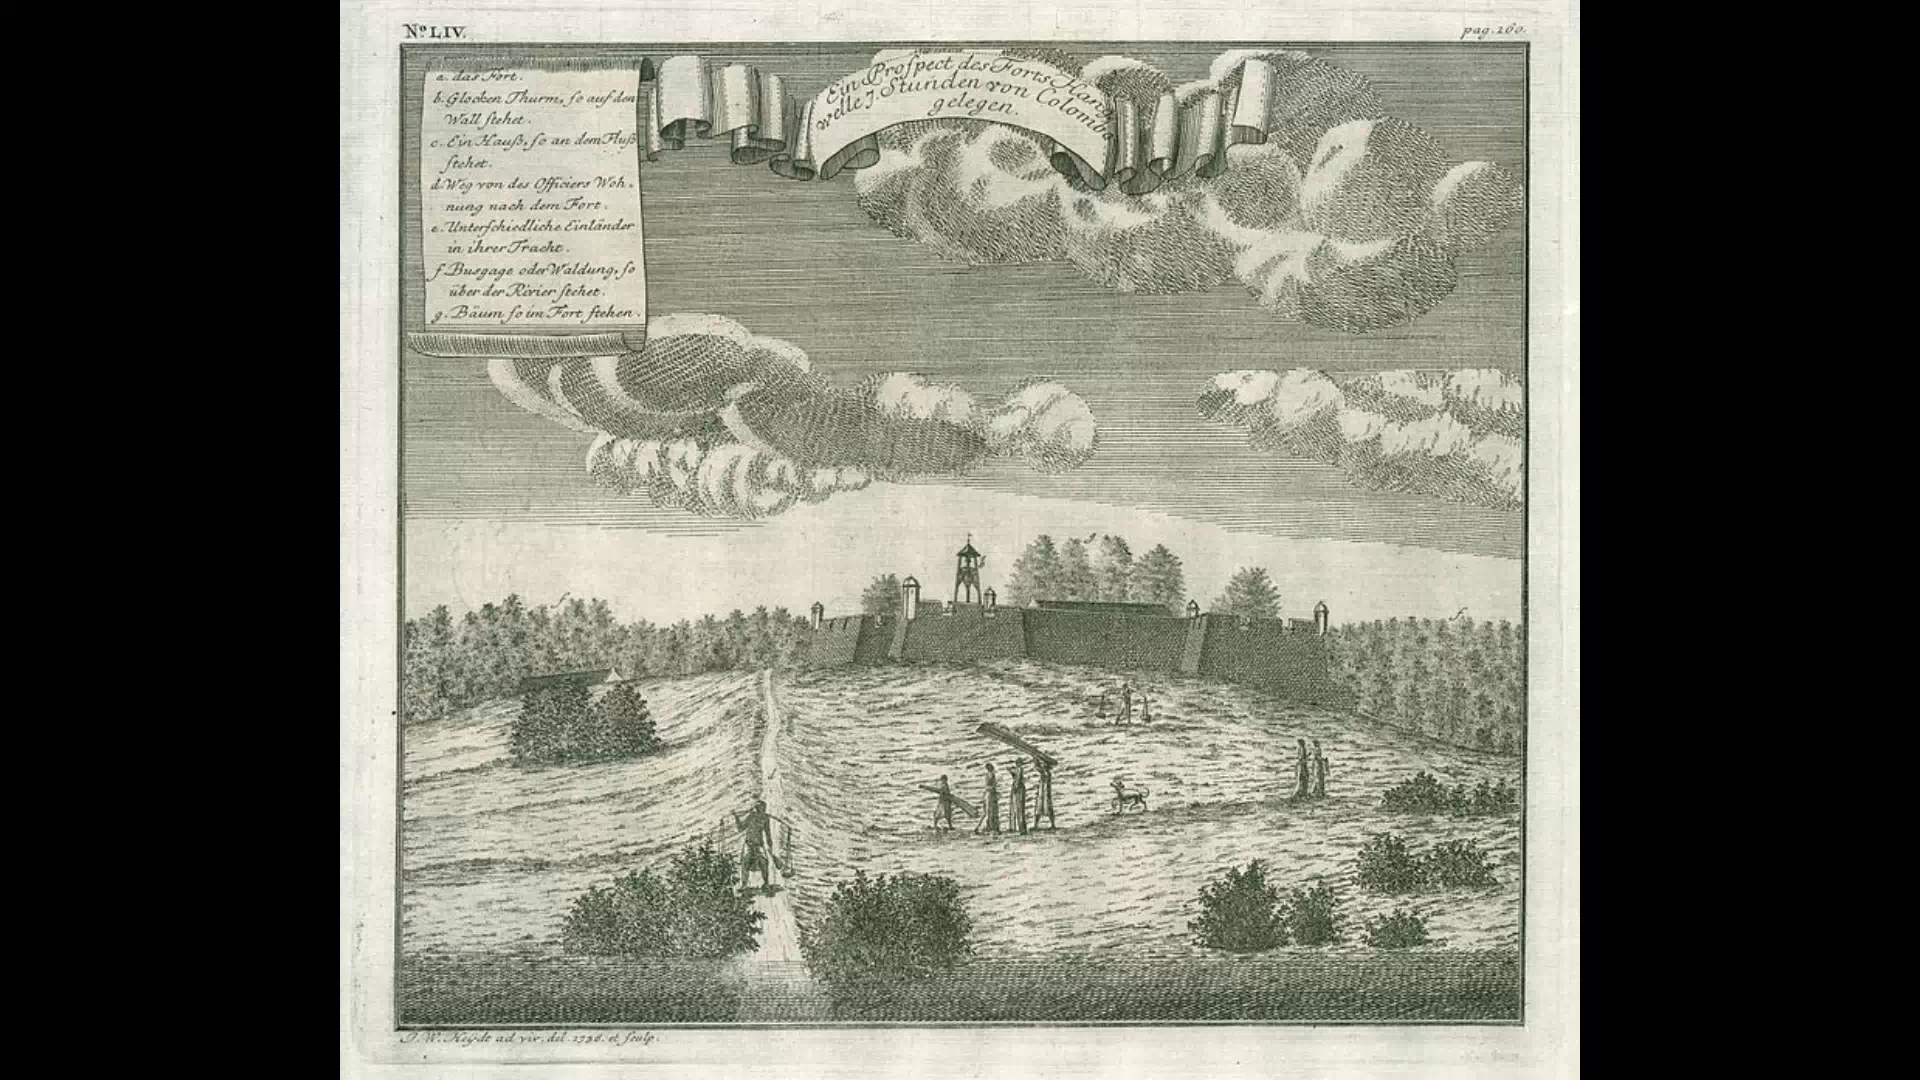 No. LIV.
pag. 160.
a. das Fort.
b. Glocken Thurm, so auf den
Wall stehet.
c. Ein Hauß, so an dem Fluß
stehet.
d. Weg von des Officiers Woh-
nung nach dem Fort.
e. Unterschiedliche Einländer
in ihrer Tracht.
f. Busgage oder Waldung, so
über der Rivier stehet.
g. Bäum so im Fort stehen.
Ein Prospect des Forts Hang
welle 7. Stunden von Colombo
gelegen.
g
f
f
J. W. Heydt ad viv. del. 1736. et sculp.